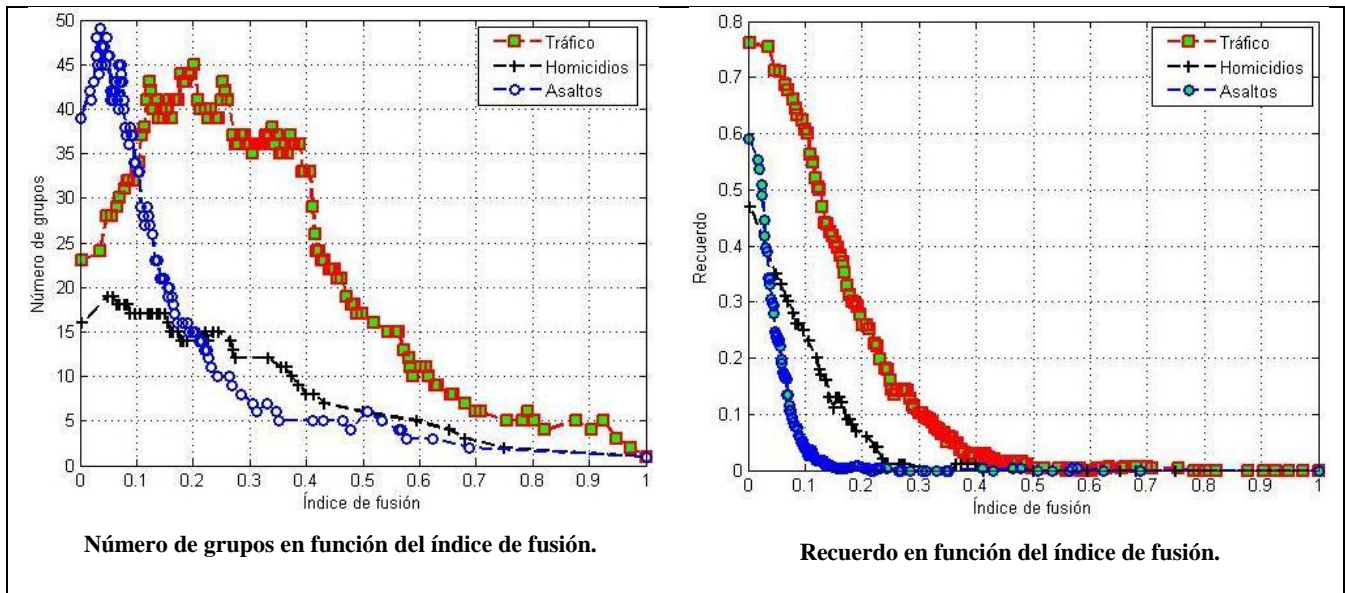 50
45
40
35
30
25
20
15
10
5
0
Número de grupos
0 0.1 0.2 0.3 0.4 0.5 0.6 0.7 0.8 0.9 1
Índice de fusión
Tráfico
Homicidios
Asaltos
Número de grupos en función del índice de fusión.
0.8
0.7
0.6
0.5
0.4
0.3
0.2
0.1
0
Recuerdo
0 0.1 0.2 0.3 0.4 0.5 0.6 0.7 0.8 0.9 1
Índice de fusión
Tráfico
Homicidios
Asaltos
Recuerdo en función del índice de fusión.